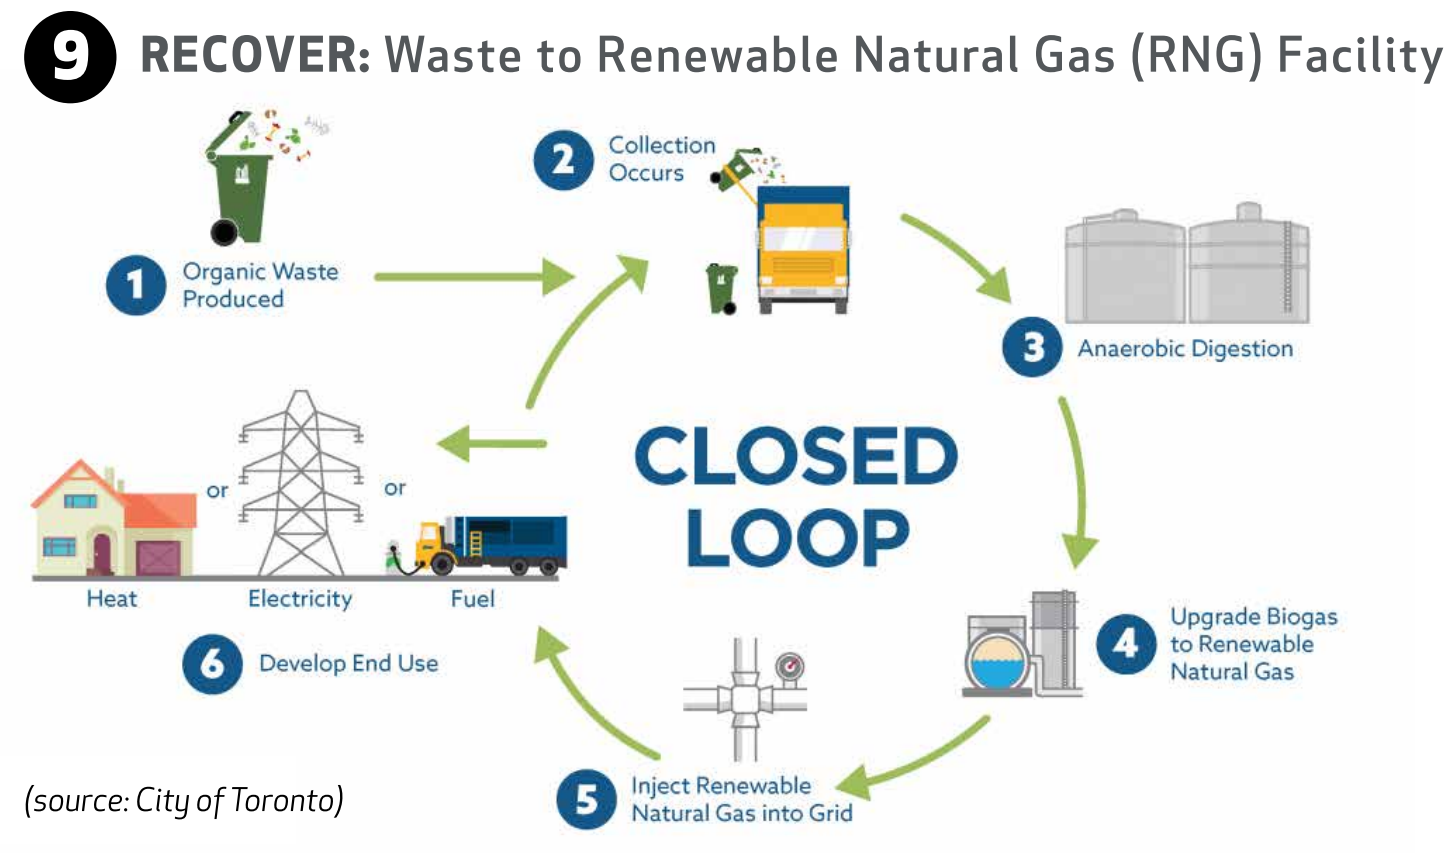 9 RECOVER: Waste to Renewable Natural Gas (RNG) Facility
1 Organic Waste
Produced
2 Collection
Occurs
3 Anaerobic Digestion
CLOSED
LOOP
4 Upgrade Biogas
to Renewable
Natural Gas
5 Inject Renewable
Natural Gas into Grid
or
or
Heat
Electricity
Fuel
6 Develop End Use
(source: City of Toronto)